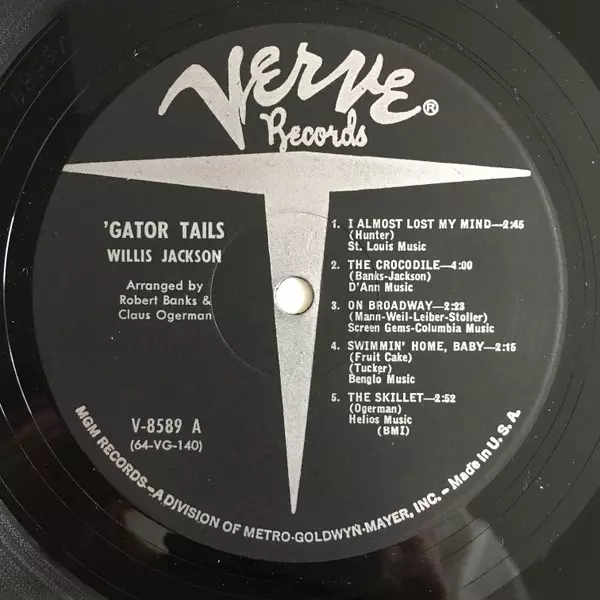 VERVE®
Records
'GATOR TAILS
WILLIS JACKSON
Arranged by
Robert Banks &
Claus Ogerman
V-8589 A
(64-VG-140)
1. I ALMOST LOST MY MIND—2:45
(Hunter)
St. Louis Music
2. THE CROCODILE—4:00
(Banks-Jackson)
D'Ann Music
3. ON BROADWAY—2:23
(Mann-Weil-Leiber-Stoller)
Screen Gems-Columbia Music
4. SWIMMIN' HOME, BABY—2:15
(Fruit Cake)
(Tucker)
Benglo Music
5. THE SKILLET—2:52
(Ogerman)
Helios Music
(BMI)
MGM RECORDS—A DIVISION OF METRO-GOLDWYN-MAYER, INC. – Made in U. S. A.